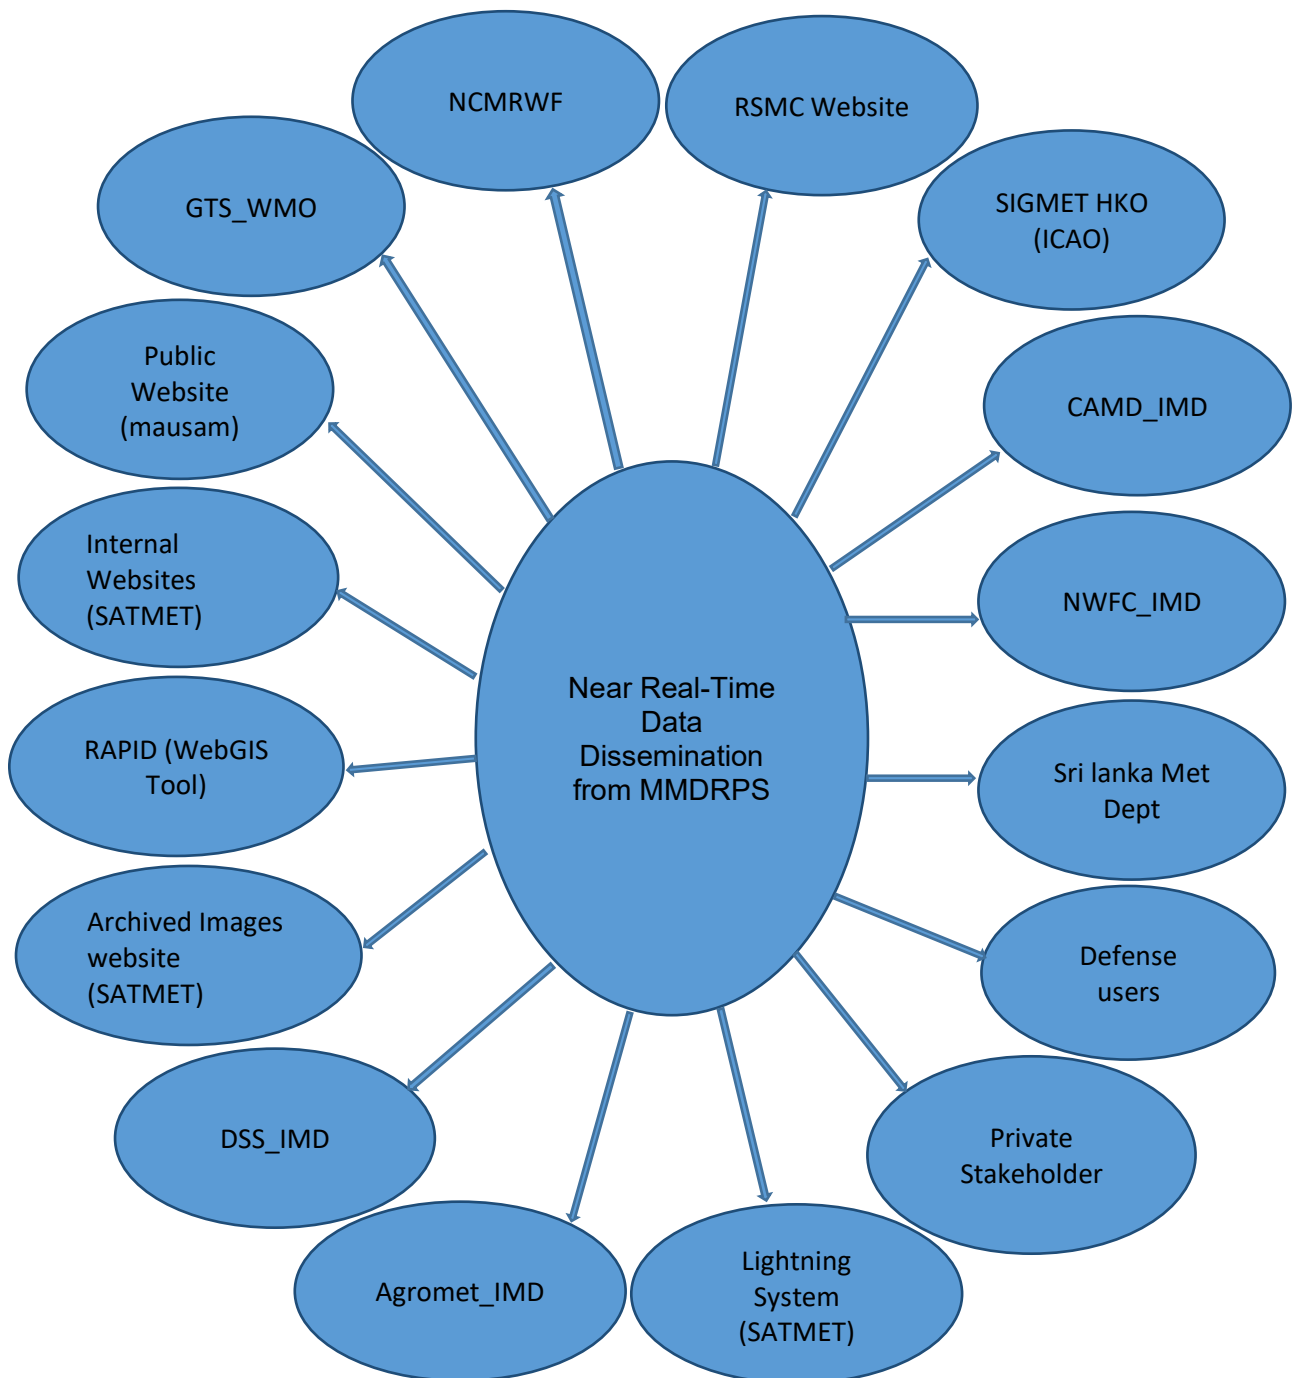 NCMRWF
RSMC Website
GTS_WMO
SIGMET HKO
(ICAO)
Public
Website
(mausam)
CAMD_IMD
Internal
Websites
(SATMET)
NWFC_IMD
Near Real-Time
Data
Dissemination
from MMDRPS
RAPID (WebGIS
Tool)
Sri lanka Met
Dept
Archived Images
website
(SATMET)
Defense
users
DSS_IMD
Private
Stakeholder
Agromet_IMD
Lightning
System
(SATMET)